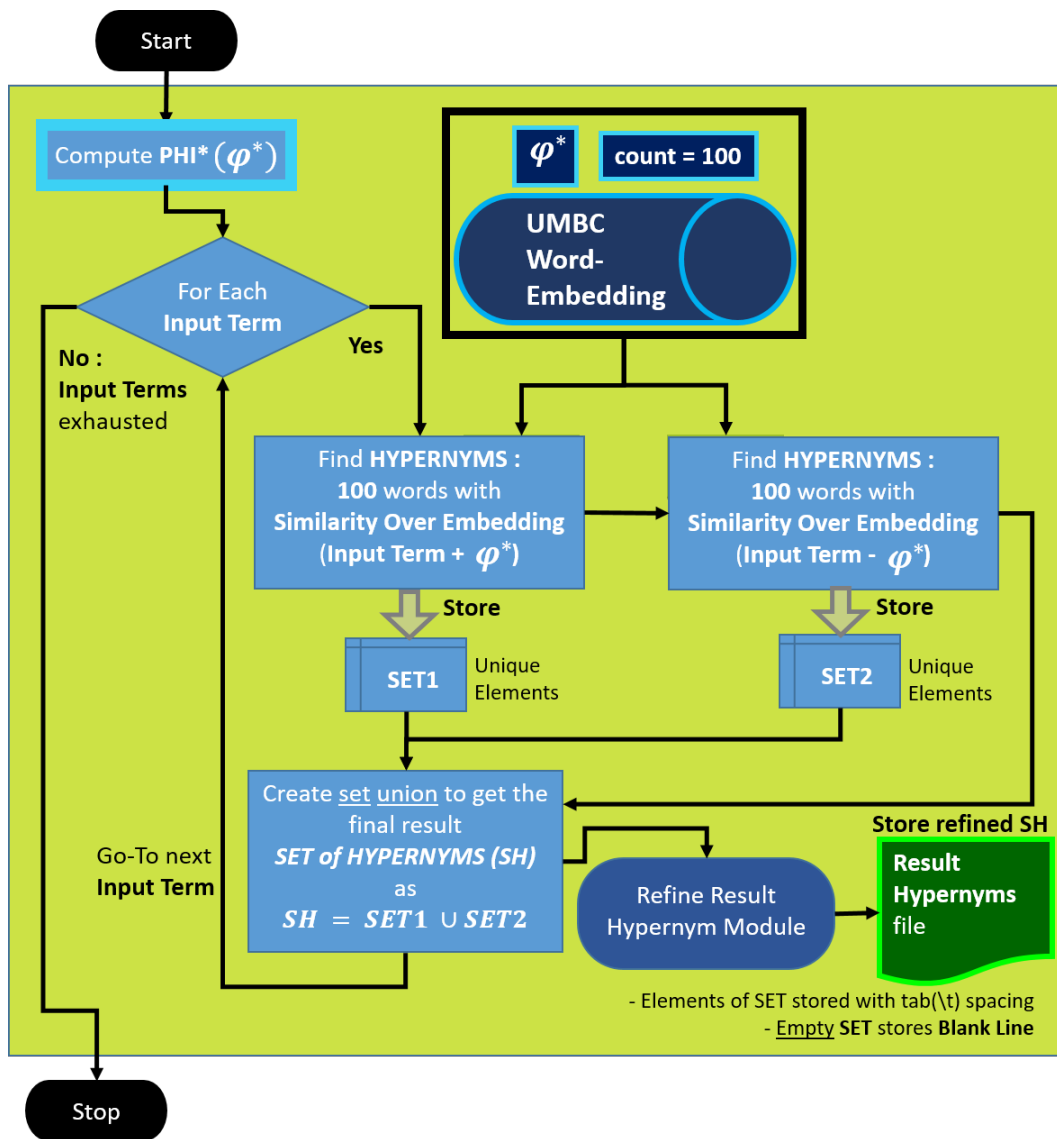 Start
Compute PHI* (φ*)
φ*
count = 100
UMBC
Word-
Embedding
For Each
Input Term
Yes
No :
Input Terms
exhausted
Find HYPERNYMS :
100 words with
Similarity Over Embedding
(Input Term + φ*)
Find HYPERNYMS :
100 words with
Similarity Over Embedding
(Input Term - φ*)
Store
Store
SET1
Unique
Elements
SET2
Unique
Elements
Create set union to get the
final result
SET of HYPERNYMS (SH)
as
SH = SET1 ∪ SET2
Go-To next
Input Term
Refine Result
Hypernym Module
Store refined SH
Result
Hypernyms
file
- Elements of SET stored with tab(\t) spacing
- Empty SET stores Blank Line
Stop